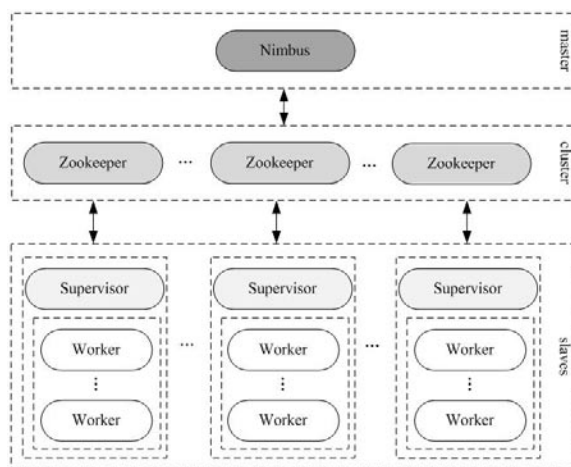 Nimbus
master
Zookeeper ... Zookeeper ... Zookeeper
cluster
Supervisor Supervisor Supervisor
Worker ... Worker ... Worker
⋮ ⋮ ⋮
Worker Worker Worker
slaves